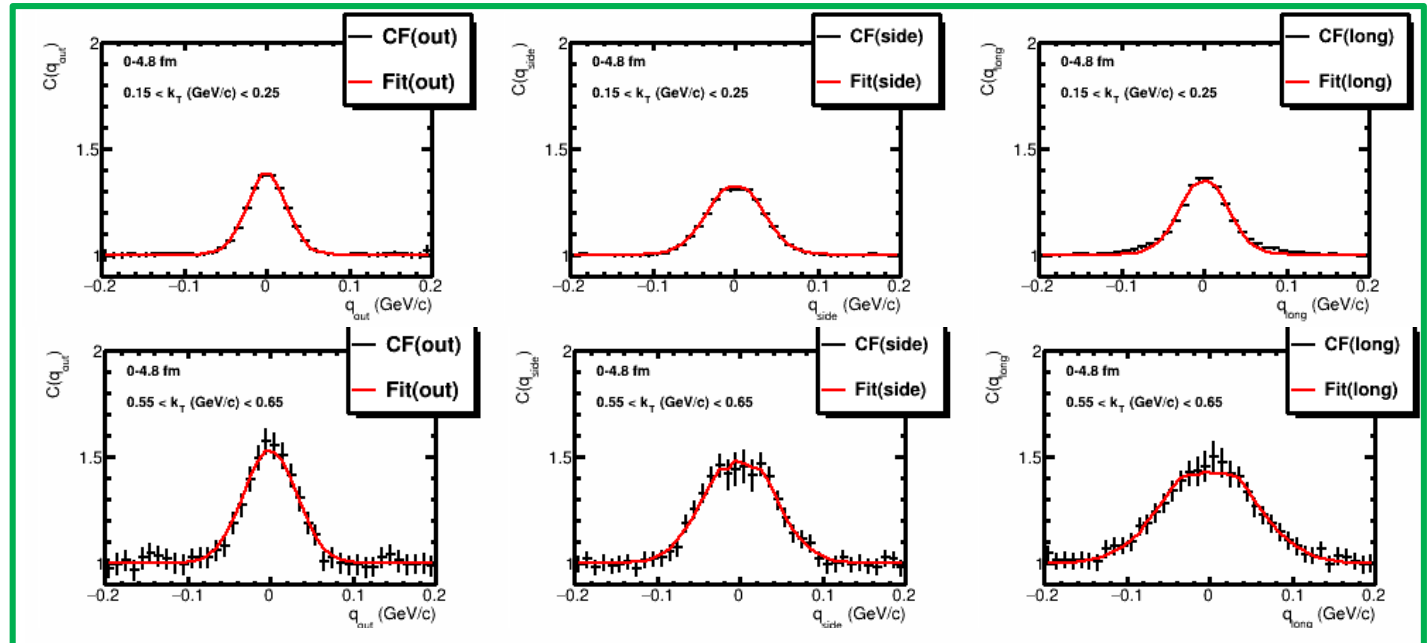 C(q_out)
2
1.5
1
0-4.8 fm
0.15 < k_T (GeV/c) < 0.25
CF(out)
Fit(out)
−0.2 −0.1 0 0.1 0.2
q_out (GeV/c)
C(q_side)
2
1.5
1
0-4.8 fm
0.15 < k_T (GeV/c) < 0.25
CF(side)
Fit(side)
−0.2 −0.1 0 0.1 0.2
q_side (GeV/c)
C(q_long)
2
1.5
1
0-4.8 fm
0.15 < k_T (GeV/c) < 0.25
CF(long)
Fit(long)
−0.2 −0.1 0 0.1 0.2
q_long (GeV/c)
C(q_out)
2
1.5
1
0-4.8 fm
0.55 < k_T (GeV/c) < 0.65
CF(out)
Fit(out)
−0.2 −0.1 0 0.1 0.2
q_out (GeV/c)
C(q_side)
2
1.5
1
0-4.8 fm
0.55 < k_T (GeV/c) < 0.65
CF(side)
Fit(side)
−0.2 −0.1 0 0.1 0.2
q_side (GeV/c)
C(q_long)
2
1.5
1
0-4.8 fm
0.55 < k_T (GeV/c) < 0.65
CF(long)
Fit(long)
−0.2 −0.1 0 0.1 0.2
q_long (GeV/c)